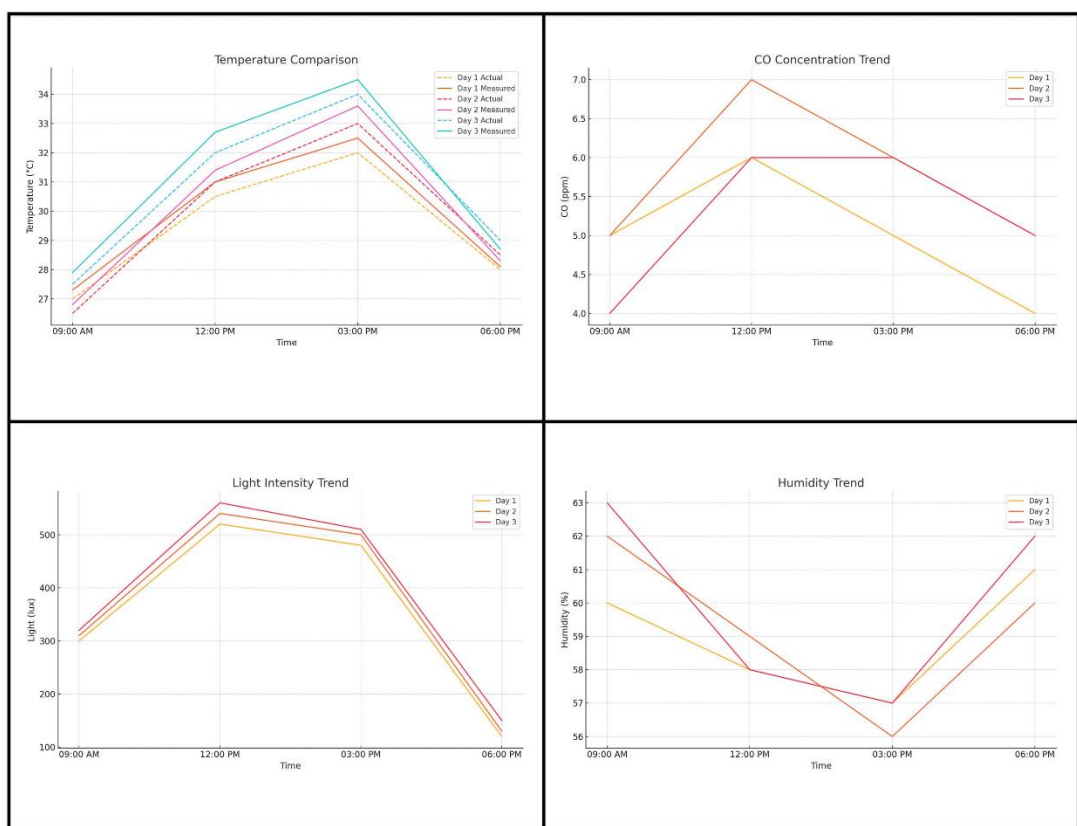 Temperature Comparison
Day 1 Actual
Day 1 Measured
Day 2 Actual
Day 2 Measured
Day 3 Actual
Day 3 Measured
Temperature (°C)
34
33
32
31
30
29
28
27
09:00 AM 12:00 PM 03:00 PM 06:00 PM
Time
CO Concentration Trend
Day 1
Day 2
Day 3
CO (ppm)
7.0
6.5
6.0
5.5
5.0
4.5
4.0
09:00 AM 12:00 PM 03:00 PM 06:00 PM
Time
Light Intensity Trend
Day 1
Day 2
Day 3
Light (lux)
500
400
300
200
100
09:00 AM 12:00 PM 03:00 PM 06:00 PM
Time
Humidity Trend
Day 1
Day 2
Day 3
Humidity (%)
63
62
61
60
59
58
57
56
09:00 AM 12:00 PM 03:00 PM 06:00 PM
Time